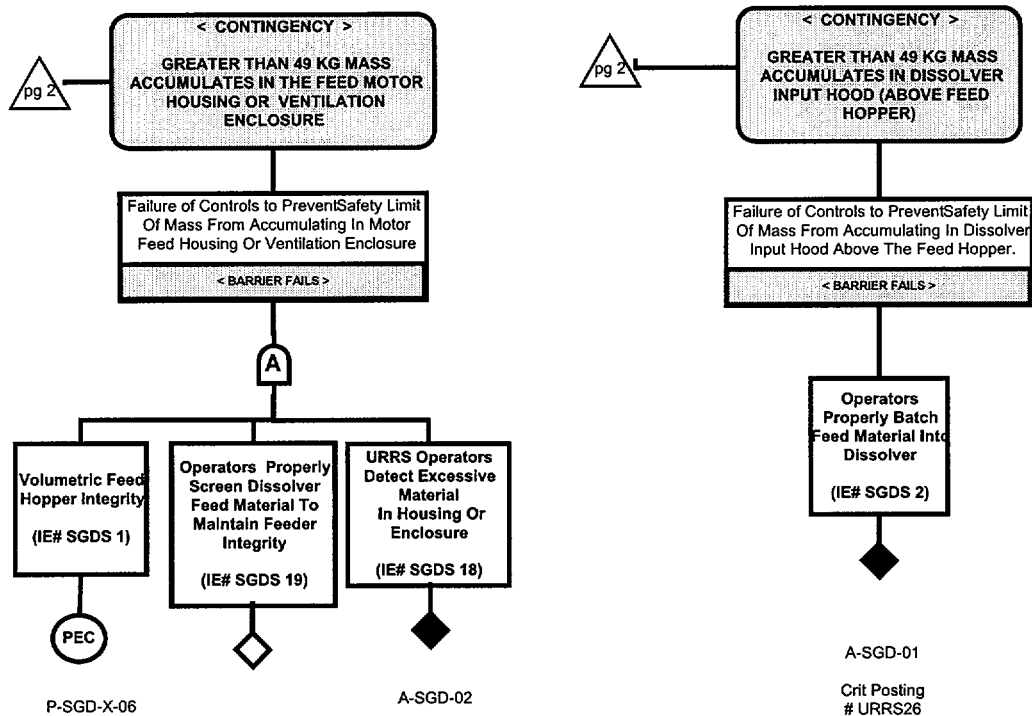 < CONTINGENCY >
GREATER THAN 49 KG MASS
ACCUMULATES IN THE FEED MOTOR
HOUSING OR VENTILATION
ENCLOSURE
pg 2
Failure of Controls to PreventSafety Limit
Of Mass From Accumulating In Motor
Feed Housing Or Ventilation Enclosure
< BARRIER FAILS >
A
Volumetric Feed
Hopper Integrity
(IE# SGDS 1)
PEC
P-SGD-X-06
Operators Properly
Screen Dissolver
Feed Material To
Maintain Feeder
Integrity
(IE# SGDS 19)
URRS Operators
Detect Excessive
Material
In Housing Or
Enclosure
(IE# SGDS 18)
A-SGD-02
< CONTINGENCY >
GREATER THAN 49 KG MASS
ACCUMULATES IN DISSOLVER
INPUT HOOD (ABOVE FEED
HOPPER)
pg 2
Failure of Controls to PreventSafety Limit
Of Mass From Accumulating In Dissolver
Input Hood Above The Feed Hopper.
< BARRIER FAILS >
Operators
Properly Batch
Feed Material Into
Dissolver
(IE# SGDS 2)
A-SGD-01
Crit Posting
# URRS26